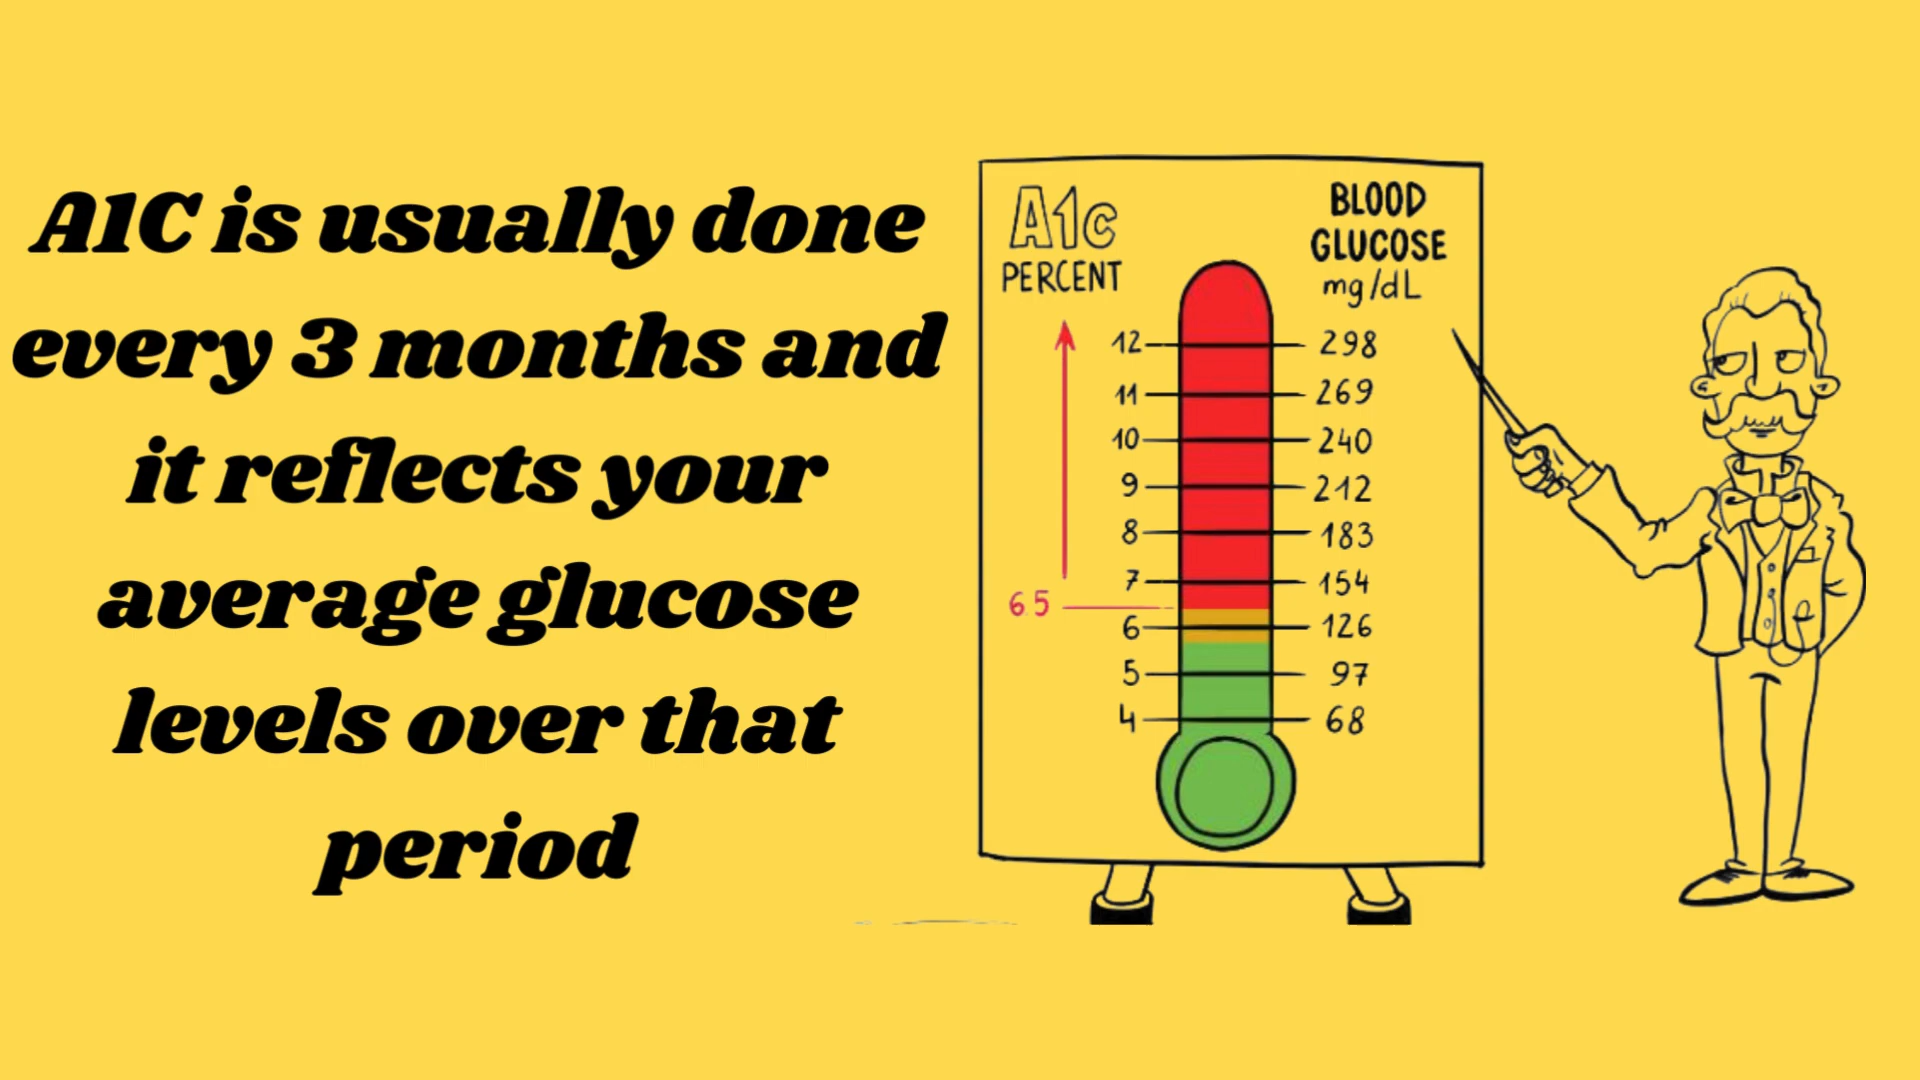 A1C is usually done
every 3 months and
it reflects your
average glucose
levels over that
period
A1c
PERCENT
BLOOD
GLUCOSE
mg/dL
12 298
11 269
10 240
9 212
8 183
7 154
6 5
6 126
5 97
4 68